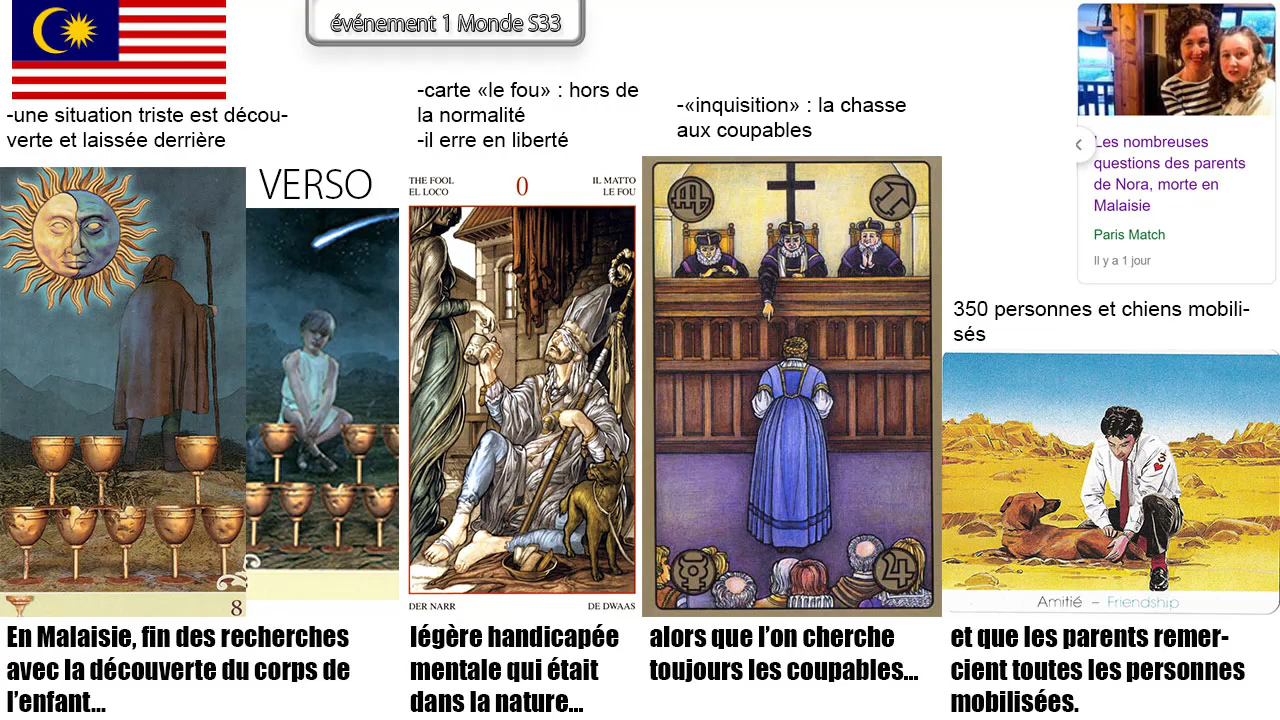 événement 1 Monde S33
-une situation triste est décou-
verte et laissée derrière
-carte «le fou» : hors de
la normalité
-il erre en liberté
-«inquisition» : la chasse
aux coupables
Les nombreuses
questions des parents
de Nora, morte en
Malaisie
Paris Match
Il y a 1 jour
350 personnes et chiens mobili-
sés
VERSO
THE FOOL
EL LOCO
0
IL MATTO
LE FOU
8
DER NARR
DE DWAAS
Amitié – Friendship
En Malaisie, fin des recherches
avec la découverte du corps de
l’enfant...
légère handicapée
mentale qui était
dans la nature...
alors que l’on cherche
toujours les coupables...
et que les parents remer-
cient toutes les personnes
mobilisées.